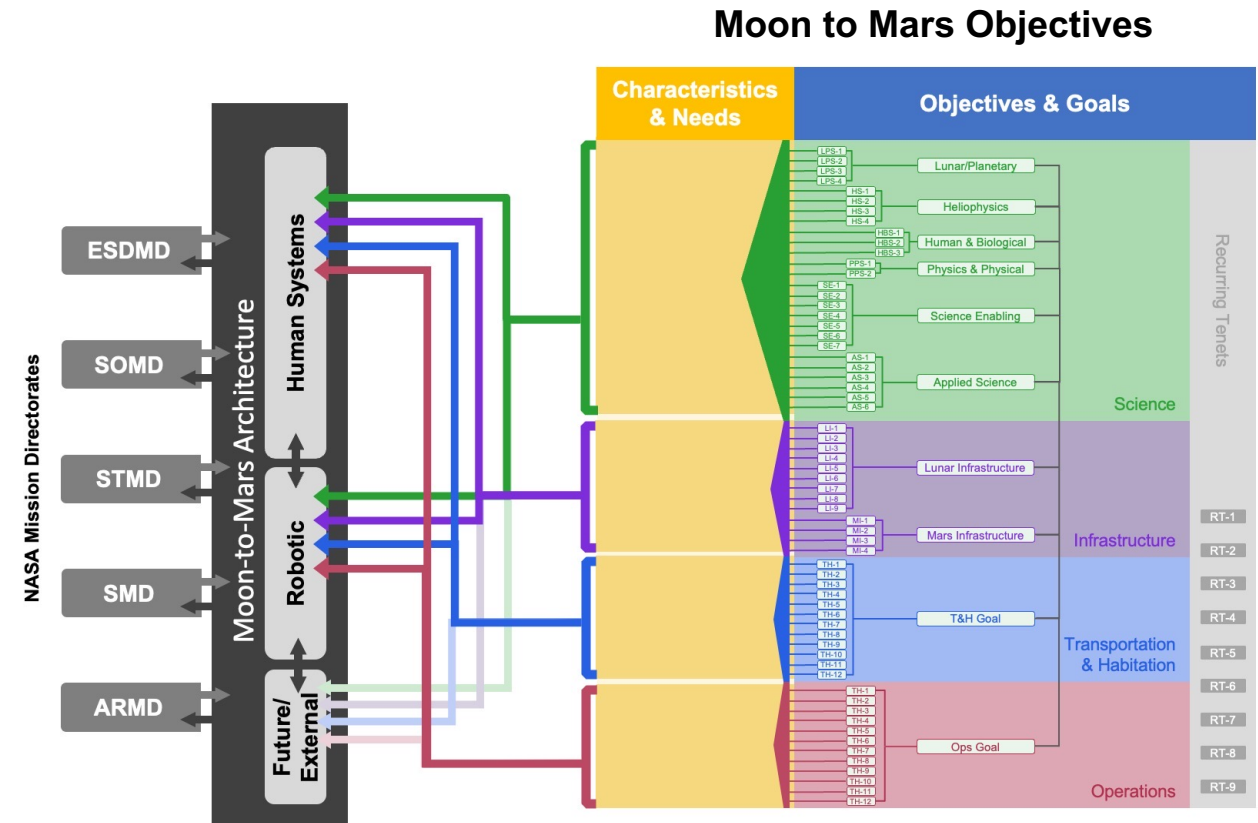 Moon to Mars Objectives
Characteristics
& Needs
Objectives & Goals
NASA Mission Directorates
ESDMD
SOMD
STMD
SMD
ARMD
Moon-to-Mars Architecture
Human Systems
Robotic
Future/
External
LPS-1
LPS-2
LPS-3
LPS-4
Lunar/Planetary
HS-1
HS-2
HS-3
HS-4
Heliophysics
HBS-1
HBS-2
HBS-3
Human & Biological
PPS-1
PPS-2
Physics & Physical
SE-1
SE-2
SE-3
SE-4
SE-5
SE-6
SE-7
Science Enabling
AS-1
AS-2
AS-3
AS-4
AS-5
AS-6
Applied Science
Science
LI-1
LI-2
LI-3
LI-4
LI-5
LI-6
LI-7
LI-8
LI-9
Lunar Infrastructure
MI-1
MI-2
MI-3
MI-4
Mars Infrastructure
Infrastructure
TH-1
TH-2
TH-3
TH-4
TH-5
TH-6
TH-7
TH-8
TH-9
TH-10
TH-11
TH-12
T&H Goal
Transportation
& Habitation
TH-1
TH-2
TH-3
TH-4
TH-5
TH-6
TH-7
TH-8
TH-9
TH-10
TH-11
TH-12
Ops Goal
Operations
Recurring Tenets
RT-1
RT-2
RT-3
RT-4
RT-5
RT-6
RT-7
RT-8
RT-9